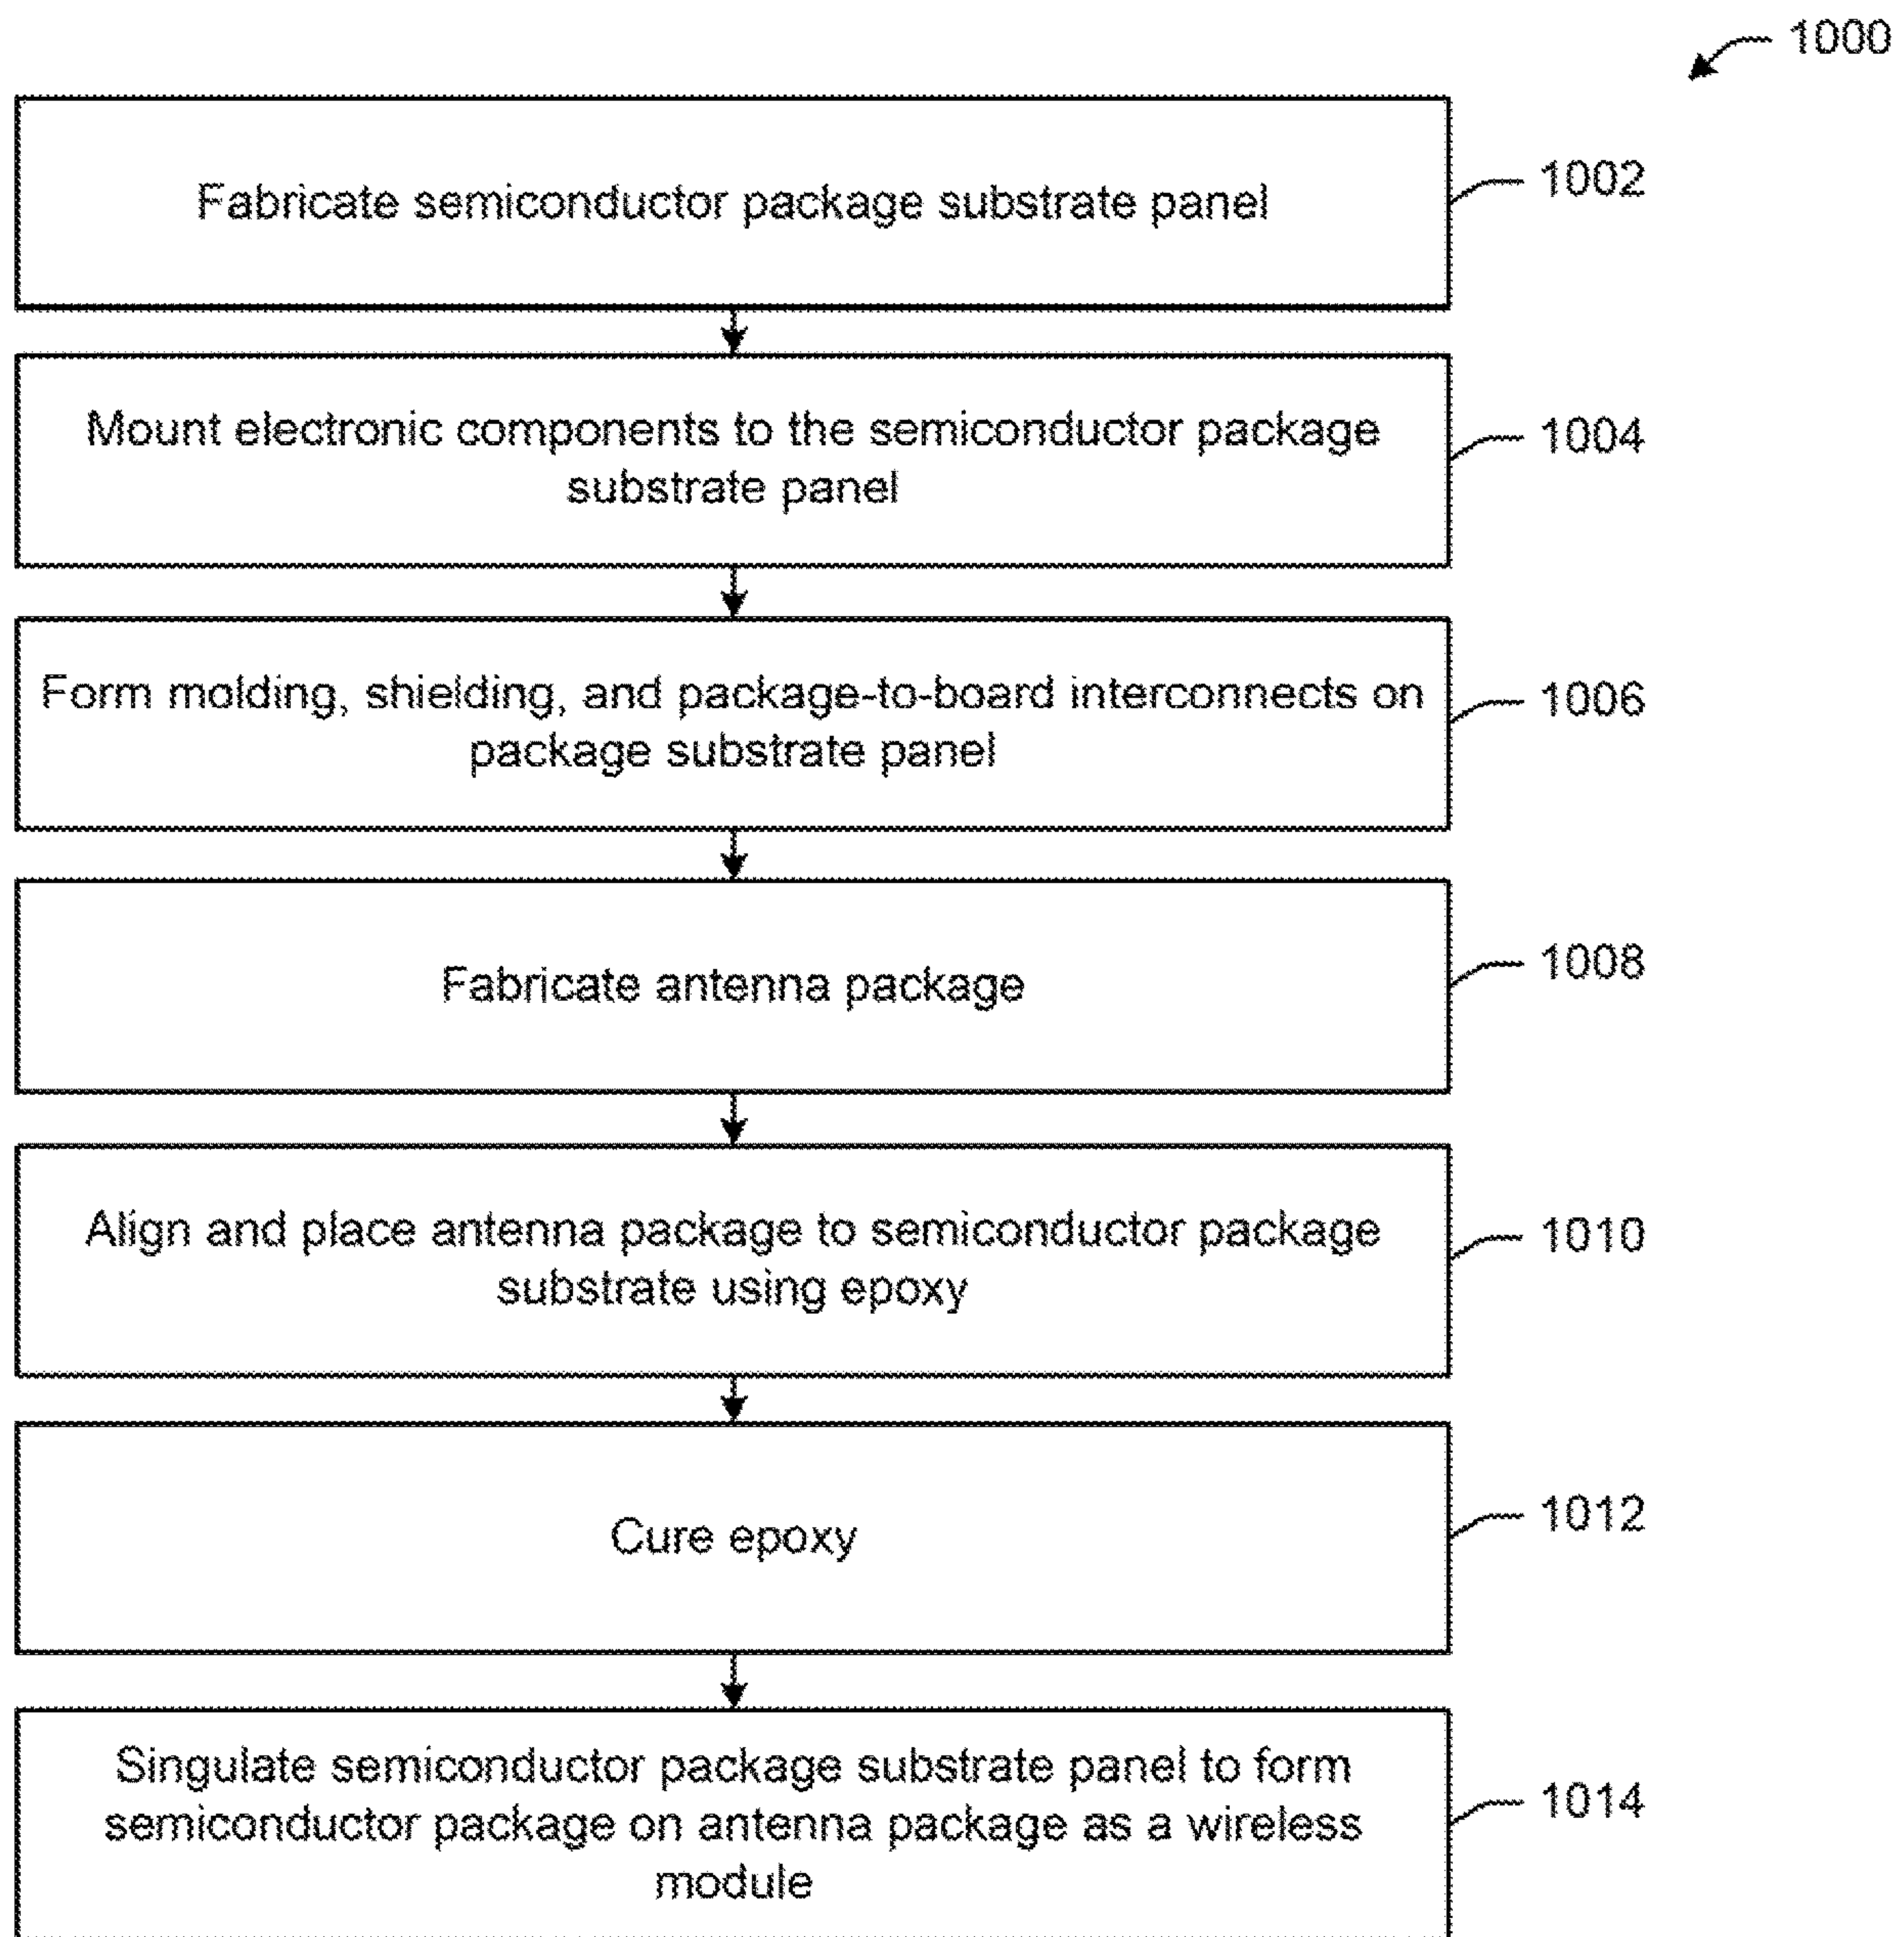 1000
Fabricate semiconductor package substrate panel
1002
Mount electronic components to the semiconductor package
substrate panel
1004
Form molding, shielding, and package-to-board interconnects on
package substrate panel
1006
Fabricate antenna package
1008
Align and place antenna package to semiconductor package
substrate using epoxy
1010
Cure epoxy
1012
Singulate semiconductor package substrate panel to form
semiconductor package on antenna package as a wireless
module
1014